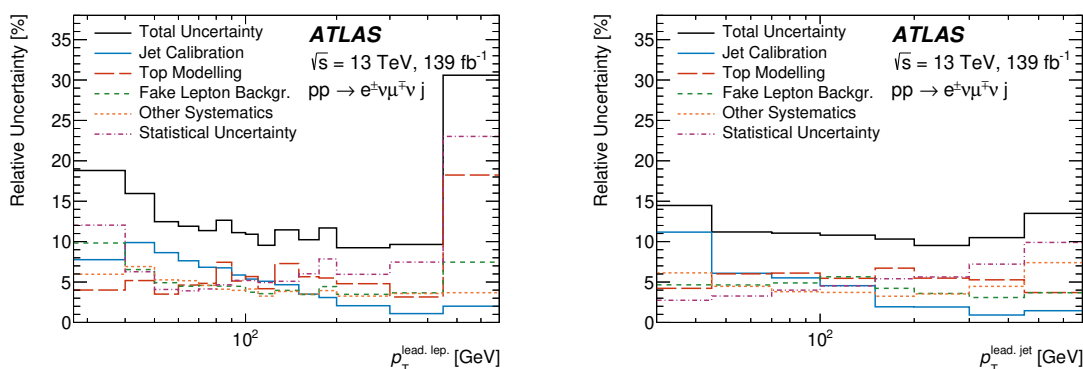 Relative Uncertainty [%]
35
30
25
20
15
10
5
0
Total Uncertainty
Jet Calibration
Top Modelling
Fake Lepton Backgr.
Other Systematics
Statistical Uncertainty
ATLAS
√s = 13 TeV, 139 fb⁻¹
pp → e±νμ∓ν j
10²
p_T^lead. lep. [GeV]
Relative Uncertainty [%]
35
30
25
20
15
10
5
0
Total Uncertainty
Jet Calibration
Top Modelling
Fake Lepton Backgr.
Other Systematics
Statistical Uncertainty
ATLAS
√s = 13 TeV, 139 fb⁻¹
pp → e±νμ∓ν j
10²
p_T^lead. jet [GeV]